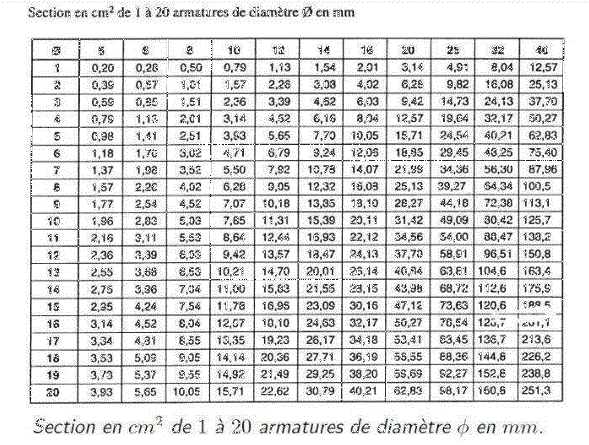 Section en cm² de 1 à 20 armatures de diamètre Ø en mm
Ø 5 6 8 10 12 14 16 20 25 32 40
1 0,20 0,28 0,50 0,79 1,13 1,54 2,01 3,14 4,91 8,04 12,57
2 0,39 0,57 1,01 1,57 2,26 3,08 4,02 6,28 9,82 16,08 25,13
3 0,59 0,85 1,51 2,36 3,39 4,62 6,03 9,42 14,73 24,13 37,70
4 0,79 1,13 2,01 3,14 4,52 6,16 8,04 12,57 19,64 32,17 50,27
5 0,98 1,41 2,51 3,93 5,65 7,70 10,05 15,71 24,54 40,21 62,83
6 1,18 1,70 3,02 4,71 6,79 9,24 12,06 18,85 29,45 48,25 75,40
7 1,37 1,98 3,52 5,50 7,92 10,78 14,07 21,99 34,36 56,30 87,96
8 1,57 2,26 4,02 6,28 9,05 12,32 16,08 25,13 39,27 64,34 100,5
9 1,77 2,54 4,52 7,07 10,18 13,85 18,10 28,27 44,18 72,38 113,1
10 1,96 2,83 5,03 7,85 11,31 15,39 20,11 31,42 49,09 80,42 125,7
11 2,16 3,11 5,53 8,64 12,44 16,93 22,12 34,56 54,00 88,47 138,2
12 2,36 3,39 6,03 9,42 13,57 18,47 24,13 37,70 58,91 96,51 150,8
13 2,55 3,68 6,53 10,21 14,70 20,01 26,14 40,84 63,81 104,6 163,4
14 2,75 3,96 7,04 11,00 15,83 21,55 28,15 43,98 68,72 112,6 175,9
15 2,95 4,24 7,54 11,78 16,96 23,09 30,16 47,12 73,63 120,6 188,5
16 3,14 4,52 8,04 12,57 18,10 24,63 32,17 50,27 78,54 128,7 201,1
17 3,34 4,81 8,55 13,35 19,23 26,17 34,18 53,41 83,45 136,7 213,6
18 3,53 5,09 9,05 14,14 20,36 27,71 36,19 56,55 88,36 144,8 226,2
19 3,73 5,37 9,55 14,92 21,49 29,25 38,20 59,69 93,27 152,8 238,8
20 3,93 5,65 10,05 15,71 22,62 30,79 40,21 62,83 98,17 160,8 251,3
Section en cm² de 1 à 20 armatures de diamètre ϕ en mm.